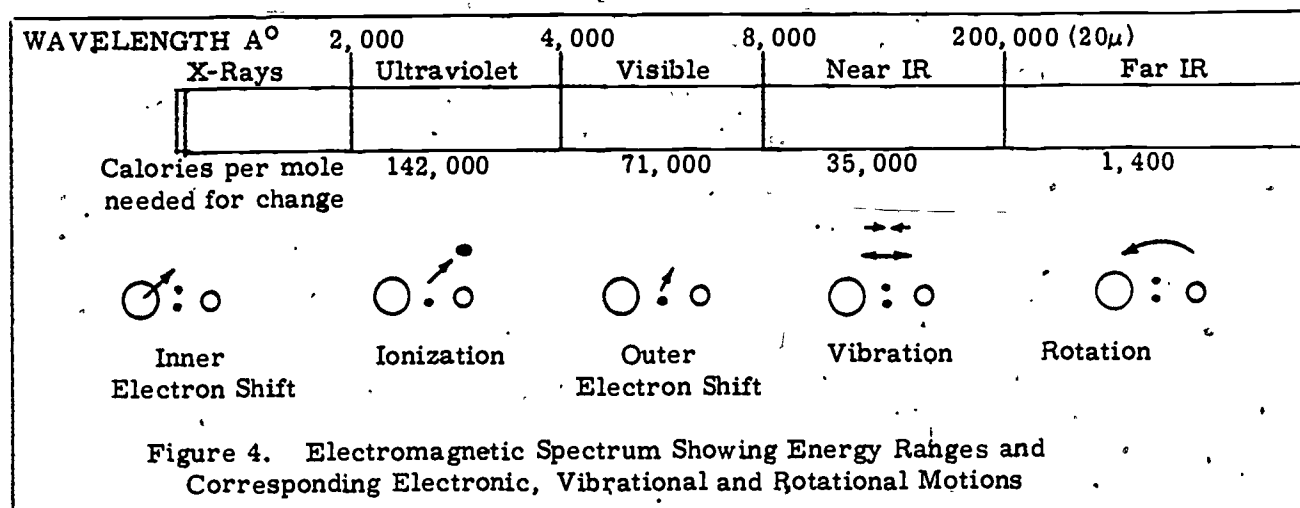 WAVELENGTH A° 2,000 4,000 8,000 200,000 (20μ)
X-Rays Ultraviolet Visible Near IR Far IR
Calories per mole 142,000 71,000 35,000 1,400
needed for change
Inner Ionization Outer Vibration Rotation
Electron Shift Electron Shift
Figure 4. Electromagnetic Spectrum Showing Energy Ranges and
Corresponding Electronic, Vibrational and Rotational Motions